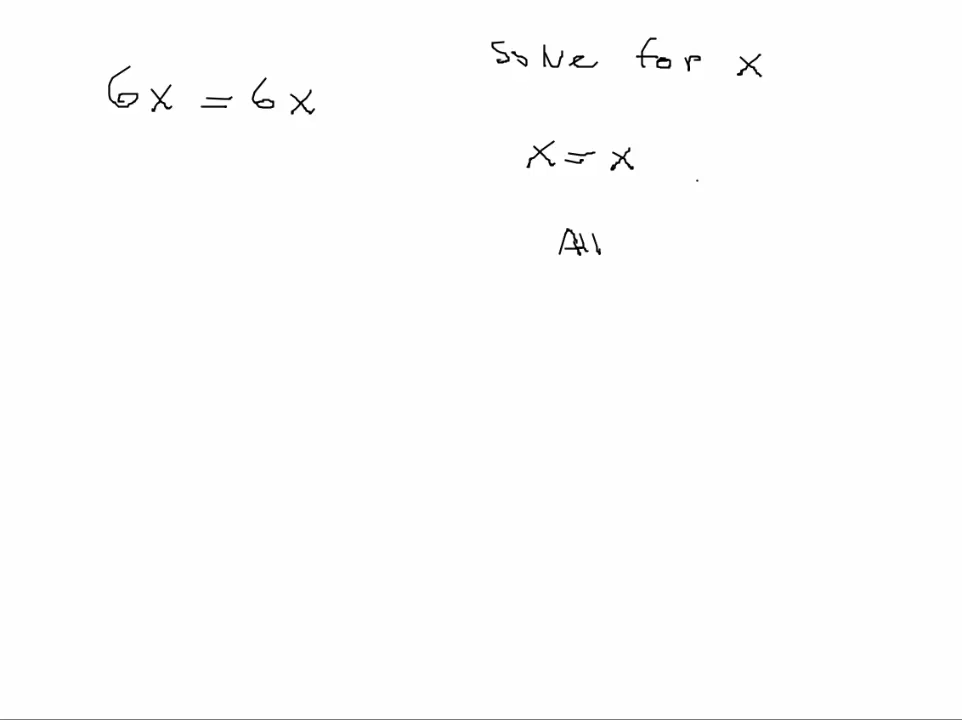 6x = 6x
Solve for x
x = x
All